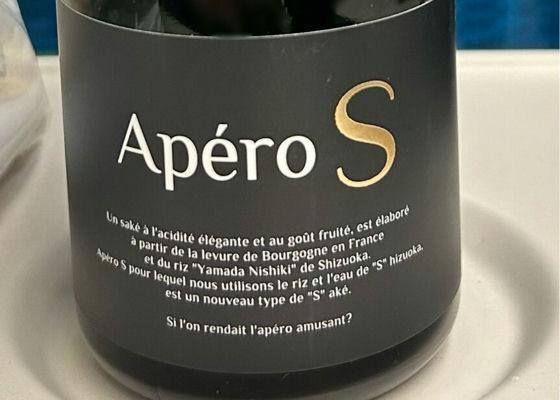 Apéro S
Un saké à l'acidité élégante et au goût fruité, est élaboré
à partir de la levure de Bourgogne en France
et du riz "Yamada Nishiki" de Shizuoka.
Apéro S pour lequel nous utilisons le riz et l'eau de "S" hizuoka.
est un nouveau type de "S" aké.
Si l'on rendait l'apéro amusant?